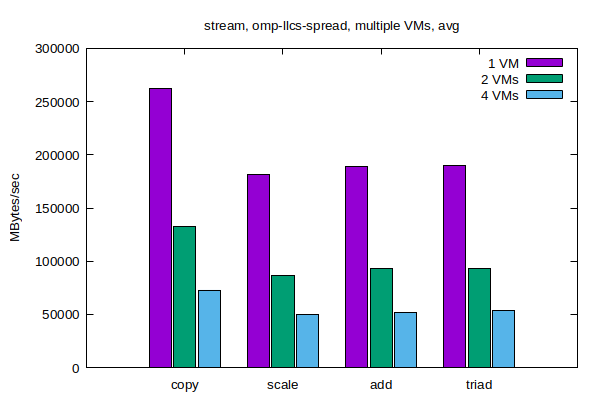 stream, omp-llcs-spread, multiple VMs, avg
300000
250000
200000
150000
100000
50000
0
MBytes/sec
1 VM
2 VMs
4 VMs
copy scale add triad